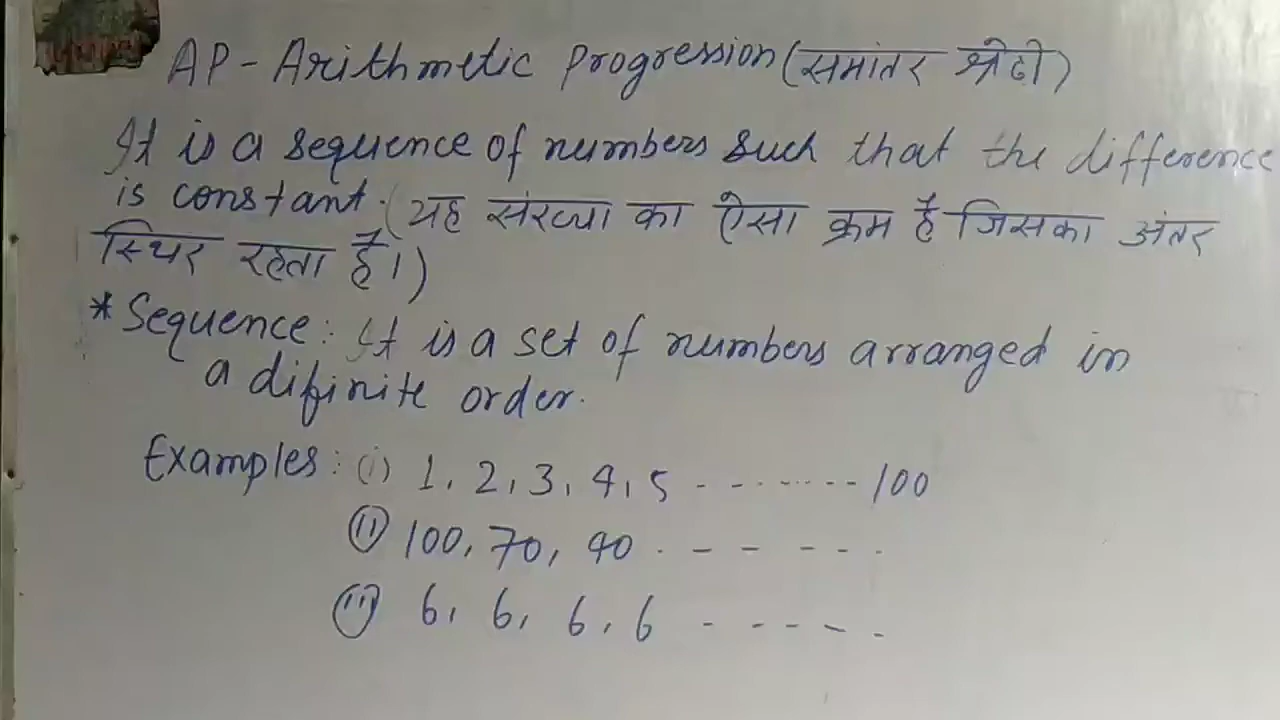 AP - Arithmetic Progression (समांतर श्रेढी)
It is a sequence of numbers such that the difference
is constant. (यह संख्या का ऐसा क्रम है जिसका अंतर
स्थिर रहता है।)
* Sequence: It is a set of numbers arranged in
a difinite order.
Examples: (i) 1, 2, 3, 4, 5 - - - - - - - - 100
(ii) 100, 70, 40 . - - - - - .
(iii) 6, 6, 6, 6 - - - - - .